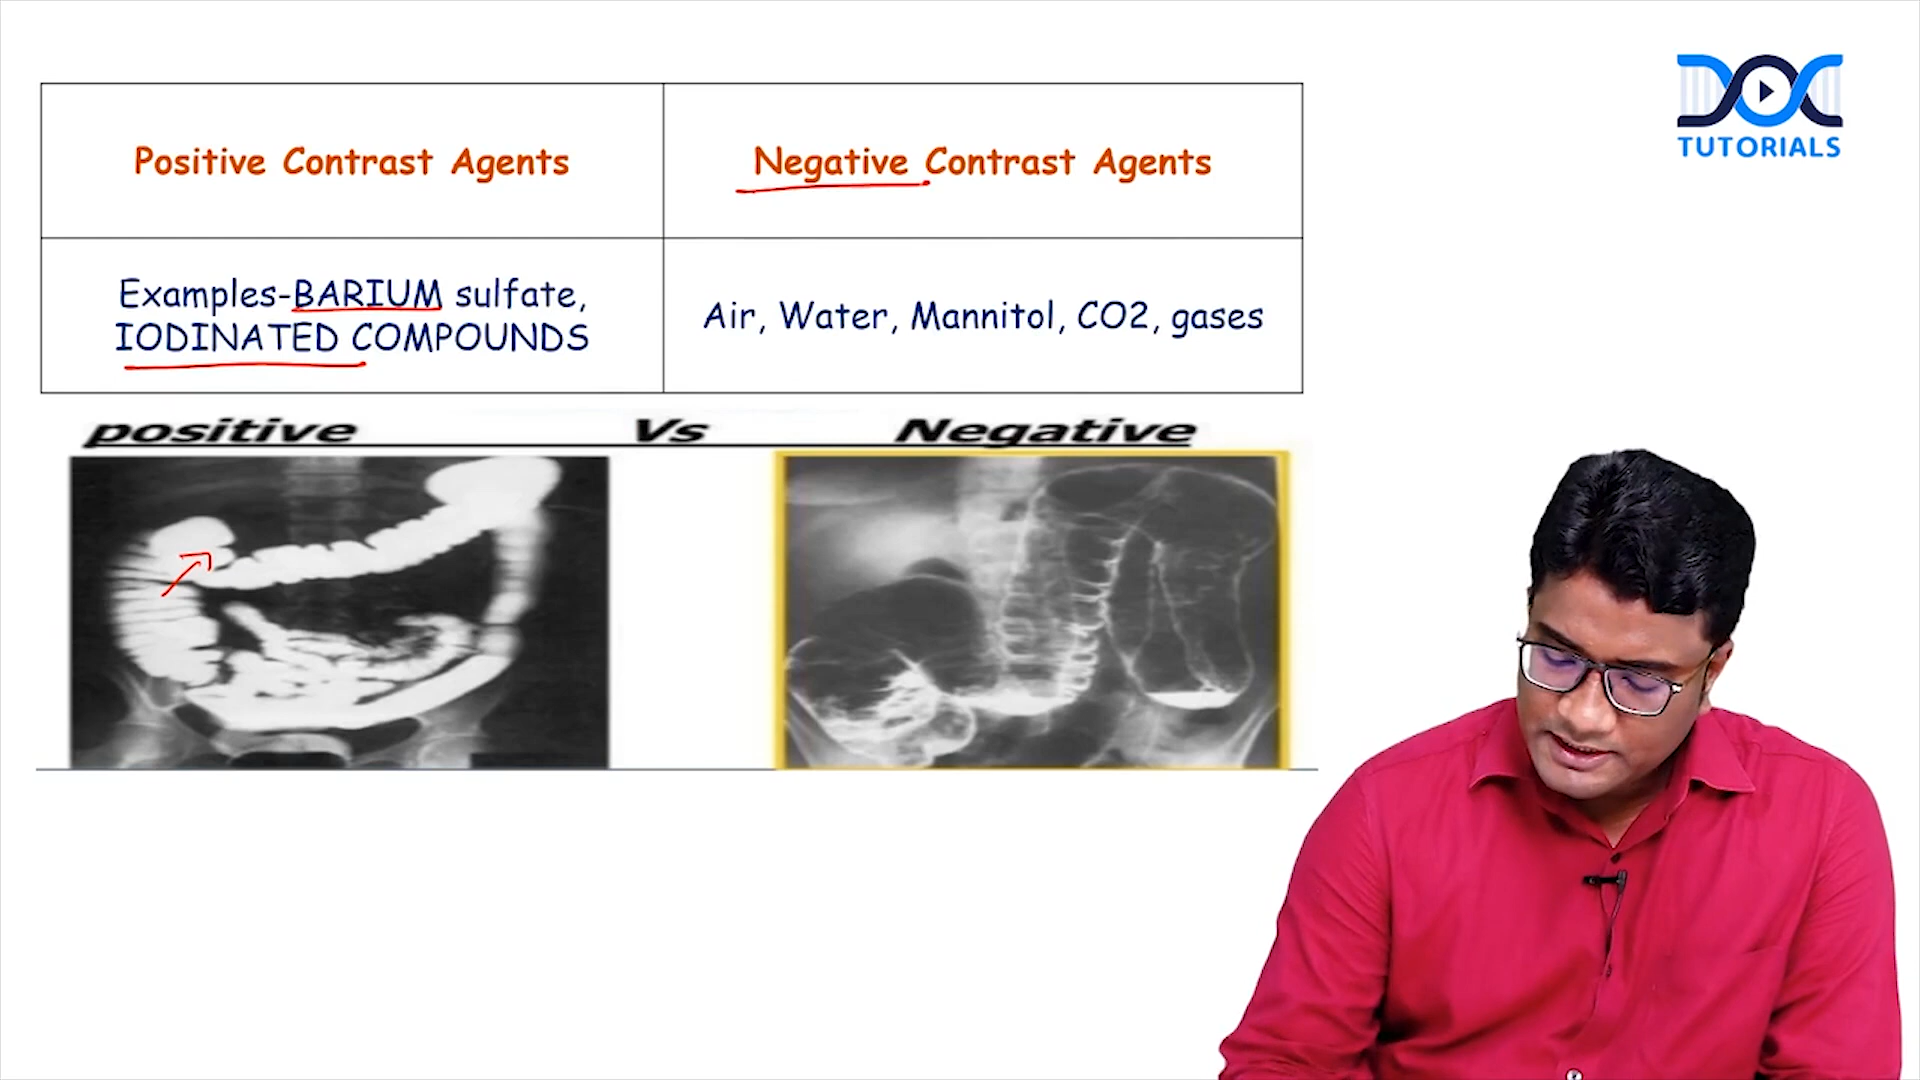 DOC
TUTORIALS
Positive Contrast Agents
Negative Contrast Agents
Examples-BARIUM sulfate,
IODINATED COMPOUNDS
Air, Water, Mannitol, CO2, gases
positive Vs Negative